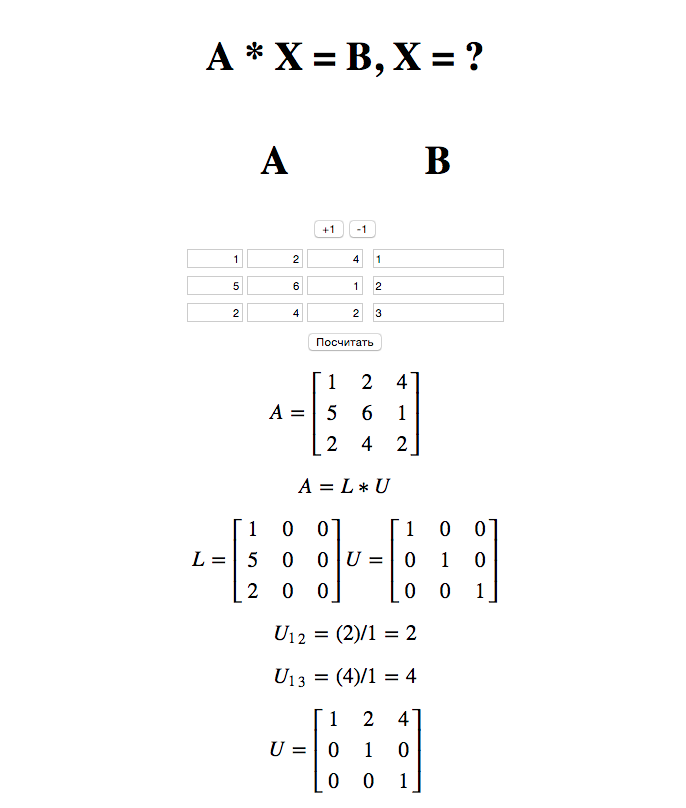 A * X = B, X = ?
A B
+1 -1
1 2 4 1
5 6 1 2
2 4 2 3
Посчитать
A = [ 1 2 4
5 6 1
2 4 2 ]
A = L * U
L = [ 1 0 0
5 0 0
2 0 0 ] U = [ 1 0 0
0 1 0
0 0 1 ]
U₁₂ = (2)/1 = 2
U₁₃ = (4)/1 = 4
U = [ 1 2 4
0 1 0
0 0 1 ]